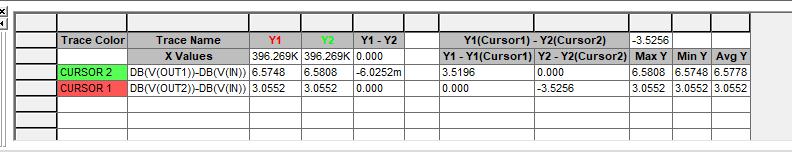 Y1(Cursor1) - Y2(Cursor2) -3.5256
Trace Color Trace Name Y1 Y2 Y1 - Y2
X Values 396.269K 396.269K 0.000 Y1 - Y1(Cursor1) Y2 - Y2(Cursor2) Max Y Min Y Avg Y
CURSOR 2 DB(V(OUT1))-DB(V(IN)) 6.5748 6.5808 -6.0252m 3.5196 0.000 6.5808 6.5748 6.5778
CURSOR 1 DB(V(OUT2))-DB(V(IN)) 3.0552 3.0552 0.000 0.000 -3.5256 3.0552 3.0552 3.0552